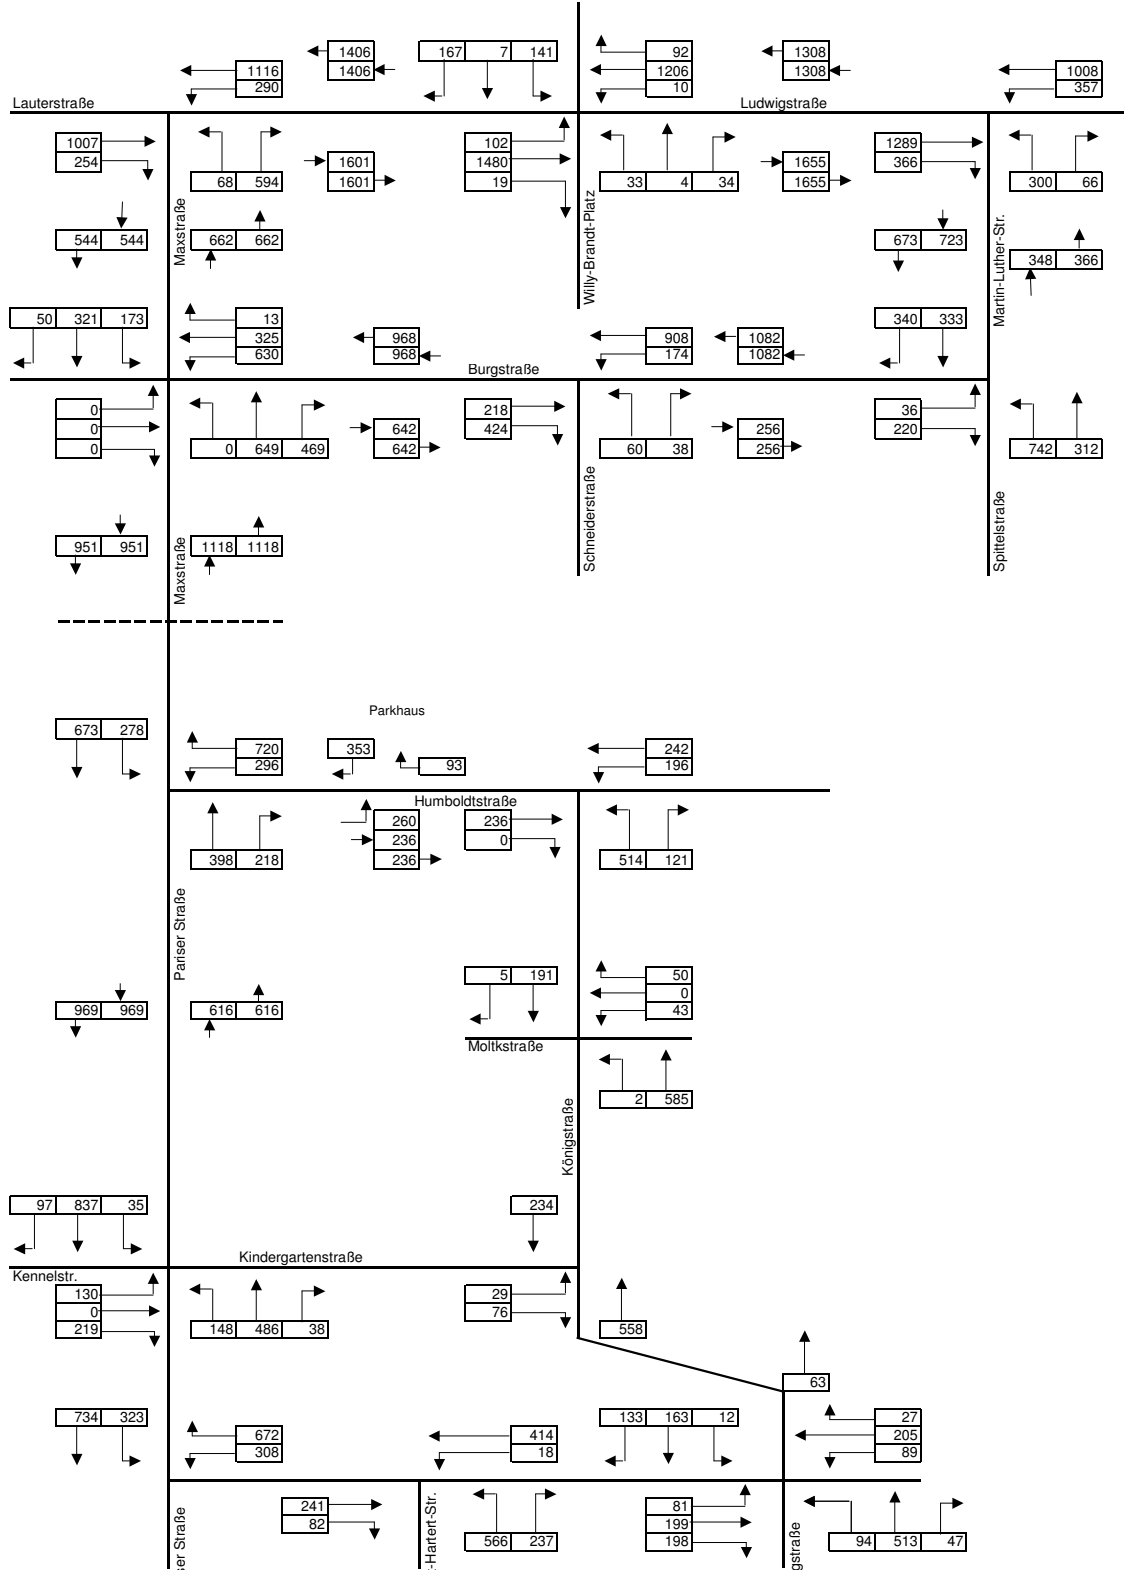 1406 167 7 141 92 1308
1116 1406 1206 1308 1008
290 10 357
Lauterstraße Ludwigstraße
1007 102 1289
254 1601 1480 1655 366
68 594 1601 19 33 4 34 1655 300 66
Maxstraße
Willy-Brandt-Platz
Martin-Luther-Str.
544 544 662 662 673 723
348 366
50 321 173 13 340 333
325 968 908 1082
630 968 174 1082
Burgstraße
0 218 36
0 642 424 256 220
0 0 649 469 642 60 38 256 742 312
Schneiderstraße
Spittelstraße
951 951 1118 1118
Maxstraße
Parkhaus
673 278 720 353 242
296 93 196
Humboldtstraße
260 236
236 0
398 218 236 514 121
Pariser Straße
5 191 50
0
969 969 616 616 43
Moltkstraße
2 585
Königstraße
97 837 35 234
Kindergartenstraße
Kennelstr.
130 29
0 76
219 148 486 38 558
63
734 323 672 414 133 163 12 27
308 18 205
89
241 81
82 199
566 237 198 94 513 47
ser Straße
-Hartert-Str.
gstraße